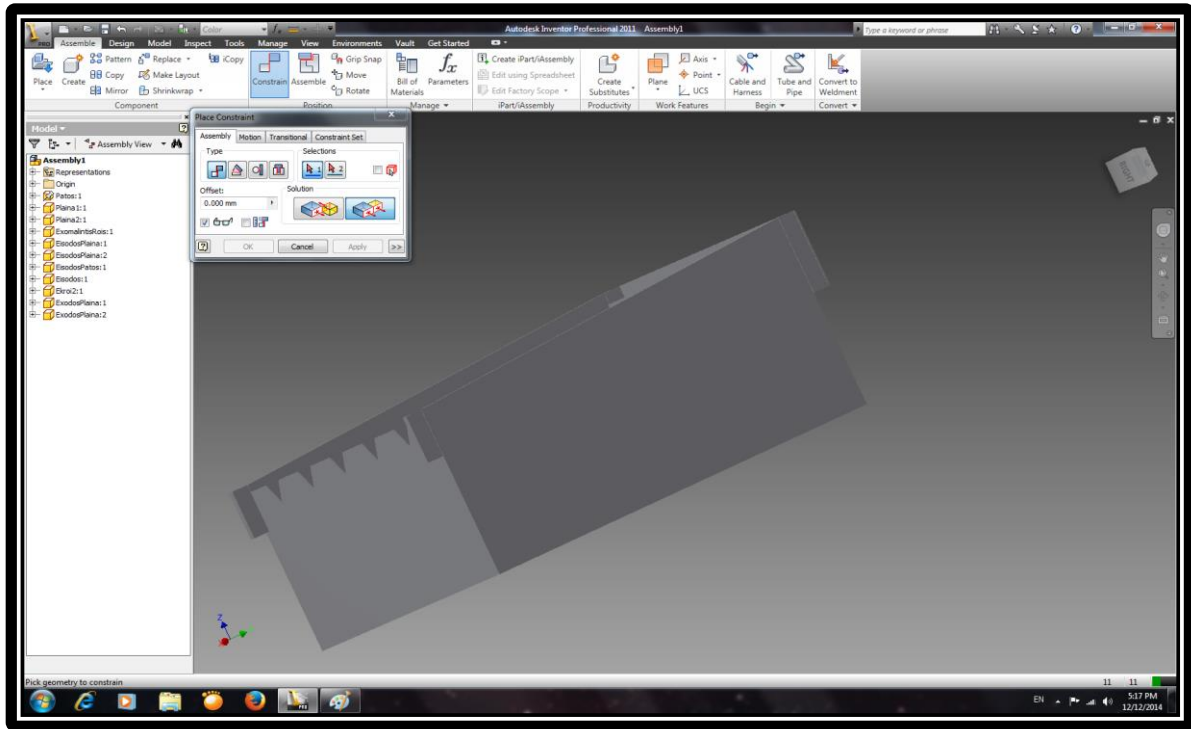 Color
Autodesk Inventor Professional 2011 Assembly1
Type a keyword or phrase
PRO
Assemble Design Model Inspect Tools Manage View Environments Vault Get Started
Place
Create
Pattern
Copy
Mirror
Replace
Make Layout
Shrinkwrap
iCopy
Component
Constrain
Assemble
Grip Snap
Move
Rotate
Position
Bill of
Materials
Parameters
Manage
Create iPart/iAssembly
Edit using Spreadsheet
Edit Factory Scope
iPart/iAssembly
Create
Substitutes
Productivity
Plane
Axis
Point
UCS
Work Features
Cable and
Harness
Tube and
Pipe
Begin
Convert to
Weldment
Convert
Model
Assembly View
Assembly1
Representations
Origin
Patos:1
Plaina1:1
Plaina2:1
ExomalintisRois:1
EisodosPlaina:1
EisodosPlaina:2
EisodosPatos:1
Eisodos:1
Ekroi2:1
ExodosPlaina:1
ExodosPlaina:2
Place Constraint
Assembly Motion Transitional Constraint Set
Type
Selections
1 2
Offset:
0.000 mm
Solution
OK Cancel Apply >>
RIGHT
Z
Pick geometry to constrain
11 11
EN
5:17 PM
12/12/2014